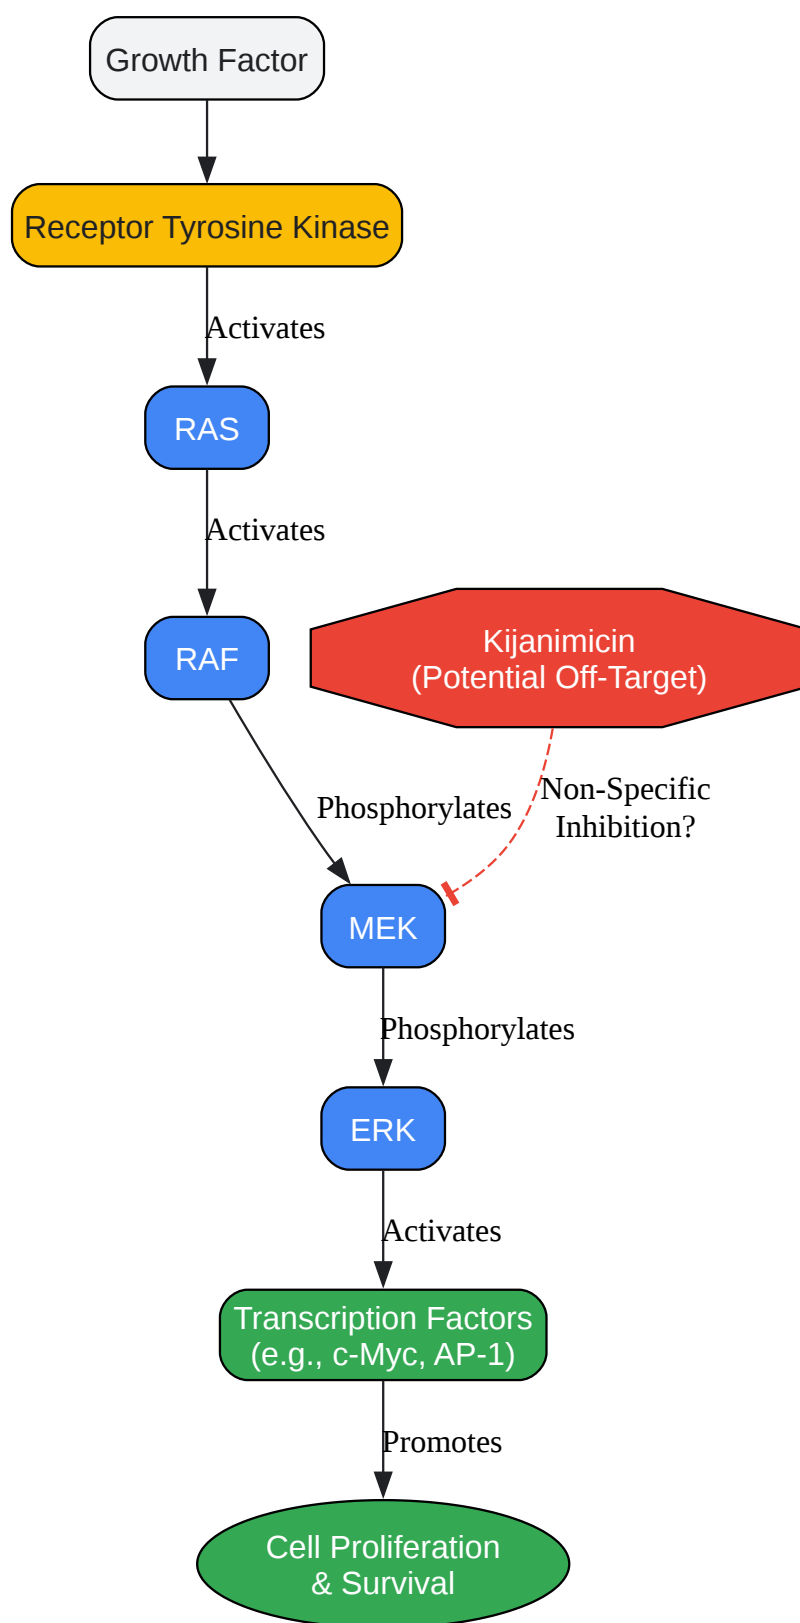 Growth Factor
Receptor Tyrosine Kinase
Activates
RAS
Activates
RAF
Kijanimicin
(Potential Off-Target)
Phosphorylates
Non-Specific
Inhibition?
MEK
Phosphorylates
ERK
Activates
Transcription Factors
(e.g., c-Myc, AP-1)
Promotes
Cell Proliferation
& Survival